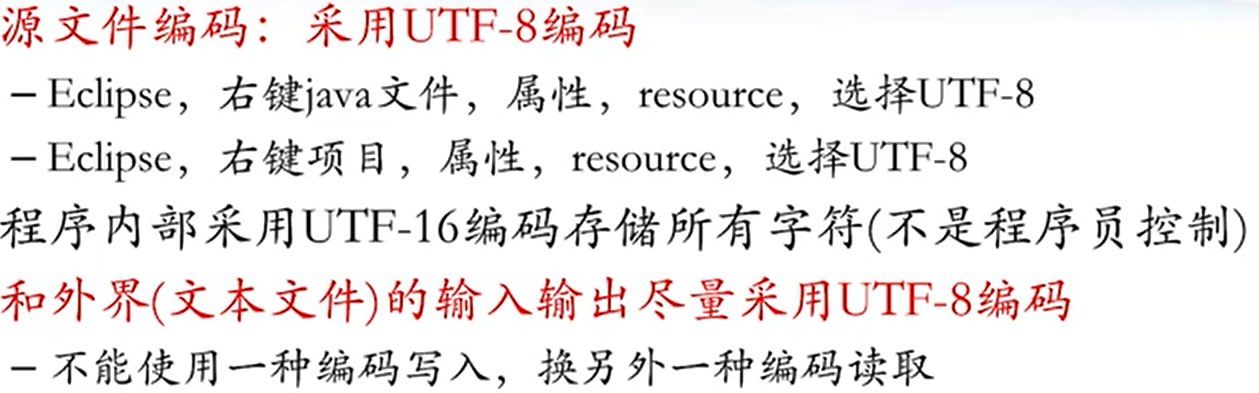 源文件编码：采用UTF-8编码
– Eclipse，右键java文件，属性，resource，选择UTF-8
– Eclipse，右键项目，属性，resource，选择UTF-8
程序内部采用UTF-16编码存储所有字符(不是程序员控制)
和外界(文本文件)的输入输出尽量采用UTF-8编码
– 不能使用一种编码写入，换另外一种编码读取